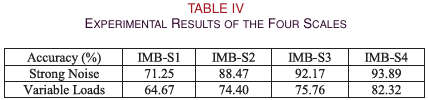 TABLE IV
EXPERIMENTAL RESULTS OF THE FOUR SCALES
Accuracy (%) IMB-S1 IMB-S2 IMB-S3 IMB-S4
Strong Noise 71.25 88.47 92.17 93.89
Variable Loads 64.67 74.40 75.76 82.32